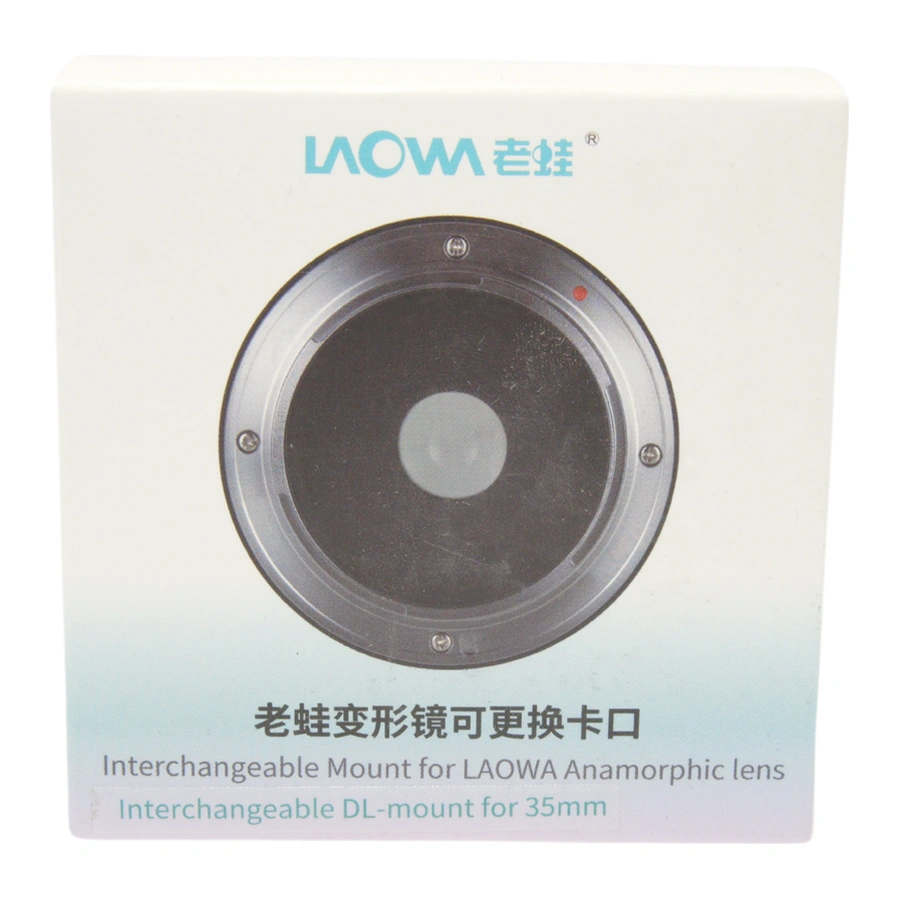 LAOWA 老蛙 ®
老蛙变形镜可更换卡口
Interchangeable Mount for LAOWA Anamorphic lens
Interchangeable DL-mount for 35mm